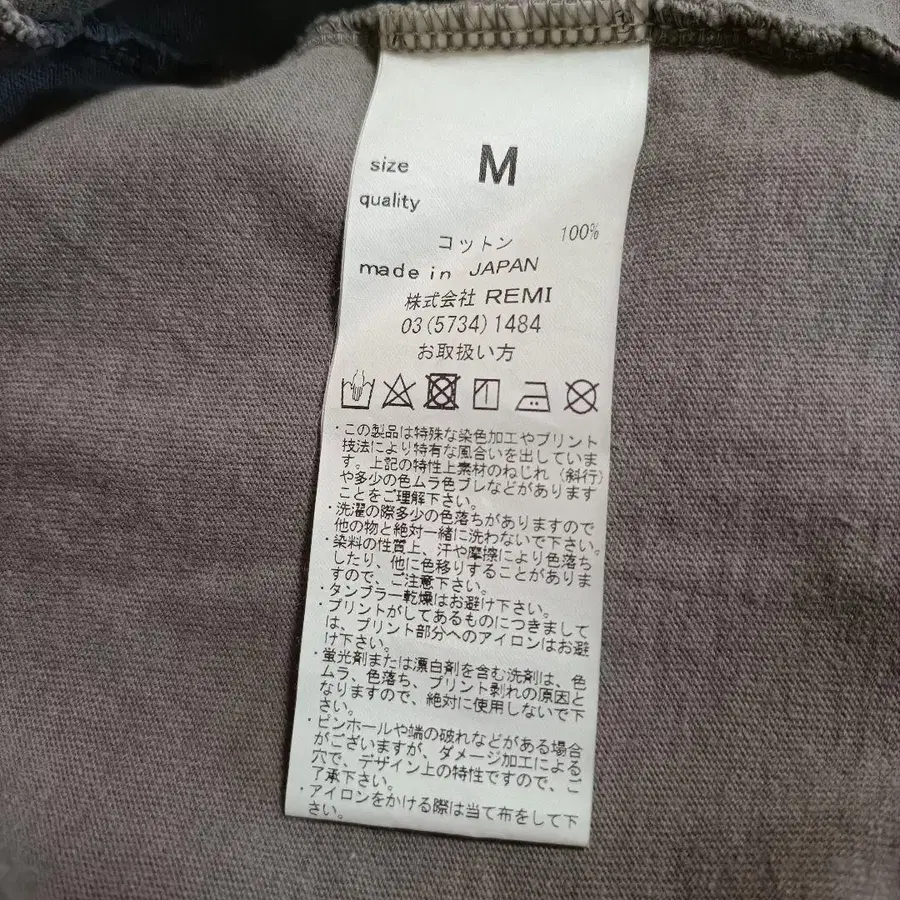 size M
quality
コットン 100%
made in JAPAN
株式会社 REMI
03(5734)1484
お取扱い方
・この製品は特殊な染色加工やプリント
技法により特有な風合いを出していま
す。上記の特性上素材のねじれ（斜行）
や多少の色ムラ色ブレなどがあります
ことをご理解下さい。
・洗濯の際多少の色落ちがありますので
他の物と絶対一緒に洗わないで下さい。
・染料の性質上、汗や摩擦により色落ち
したり、他に色移りすることがありま
すので、ご注意下さい。
・タンブラー乾燥はお避け下さい。
・プリントがしてあるものにつきまして
は、プリント部分へのアイロンはお避
け下さい。
・蛍光剤または漂白剤を含む洗剤は、色
ムラ、色落ち、プリント剥れの原因と
なりますので、絶対に使用しないで下
さい。
・ピンホールや端の破れなどがある場合
がございますが、ダメージ加工による
穴で、デザイン上の特性ですので、ご
了承下さい。
・アイロンをかける際は当て布をして下
さい。